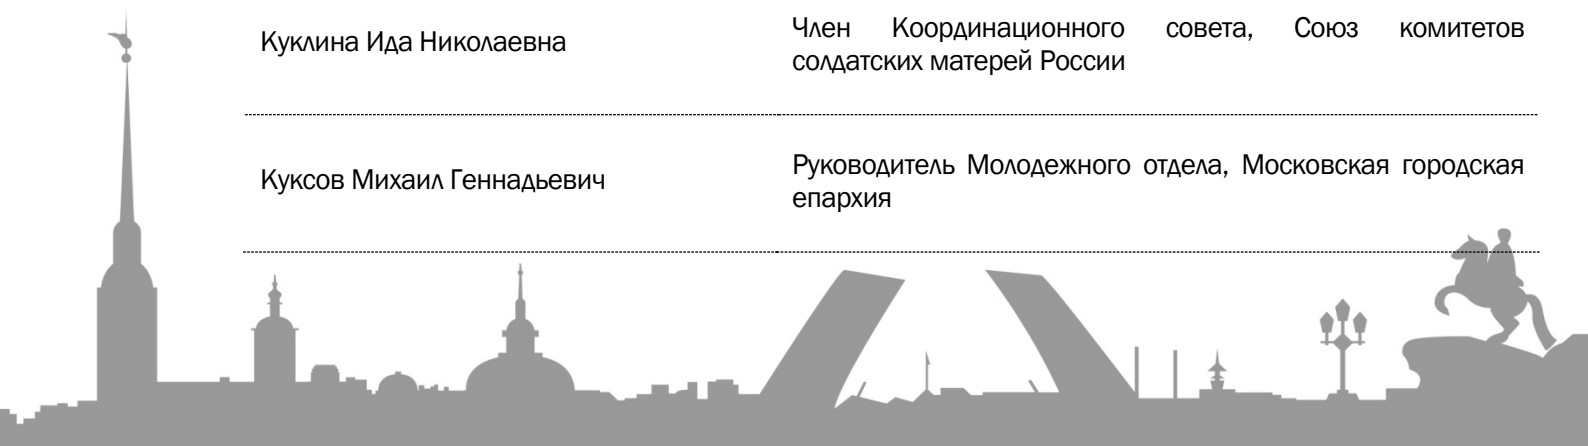 Куклина Ида Николаевна
Член Координационного совета, Союз комитетов
солдатских матерей России
Куксов Михаил Геннадьевич
Руководитель Молодежного отдела, Московская городская
епархия